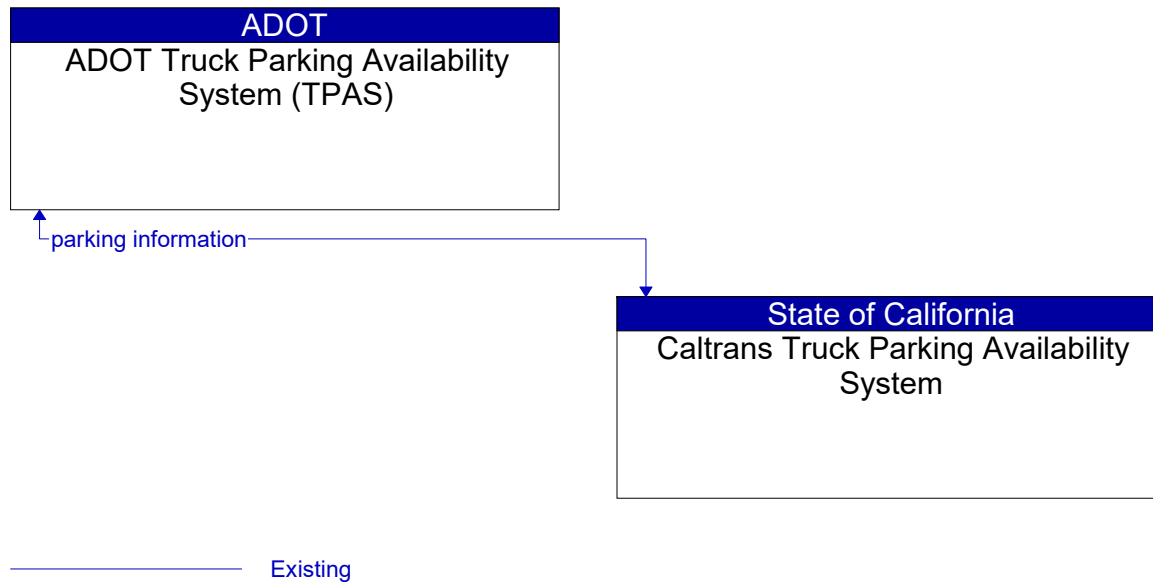 ADOT
ADOT Truck Parking Availability
System (TPAS)
parking information
State of California
Caltrans Truck Parking Availability
System
Existing